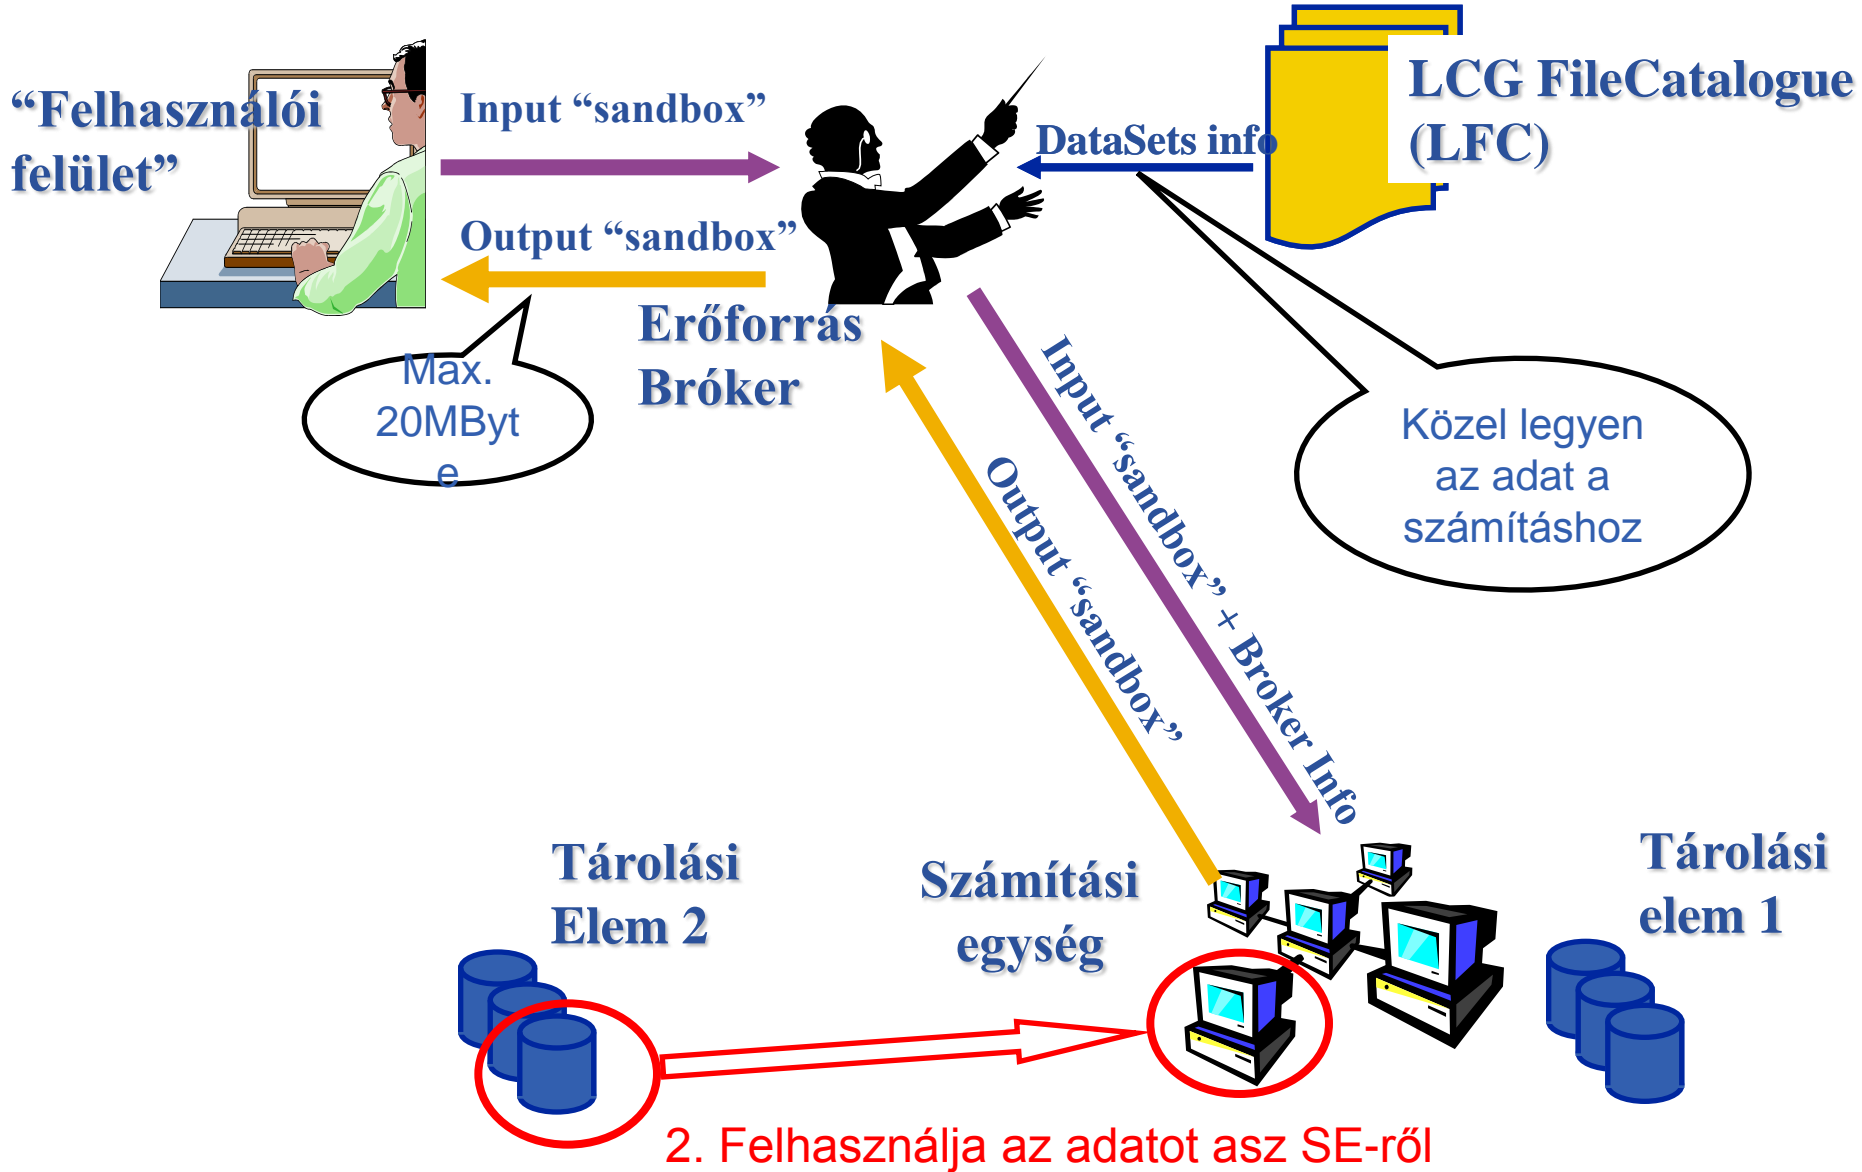 “Felhasználói
felület”
Input “sandbox”
Output “sandbox”
DataSets info
LCG FileCatalogue
(LFC)
Erőforrás
Bróker
Max.
20MByt
e
Közel legyen
az adat a
számításhoz
Input “sandbox” + Broker Info
Output “sandbox”
Tárolási
Elem 2
Számítási
egység
Tárolási
elem 1
2. Felhasználja az adatot asz SE-ről